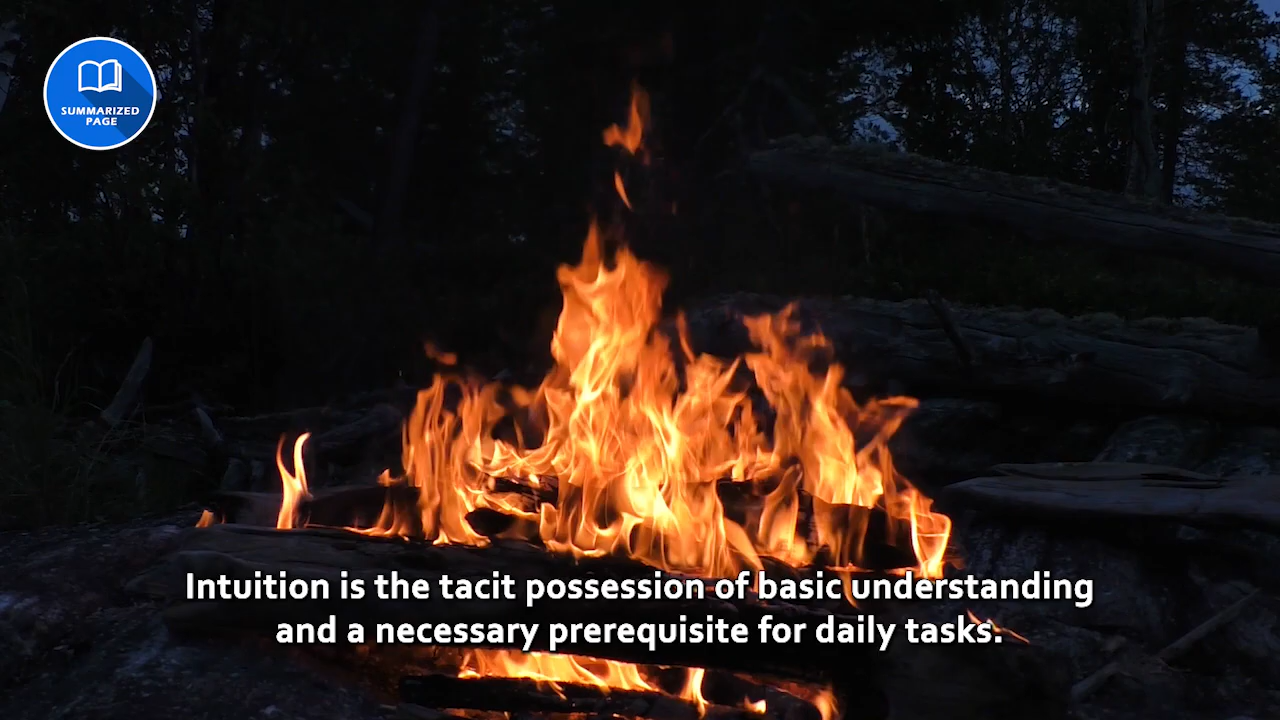 SUMMARIZED
PAGE
Intuition is the tacit possession of basic understanding
and a necessary prerequisite for daily tasks.